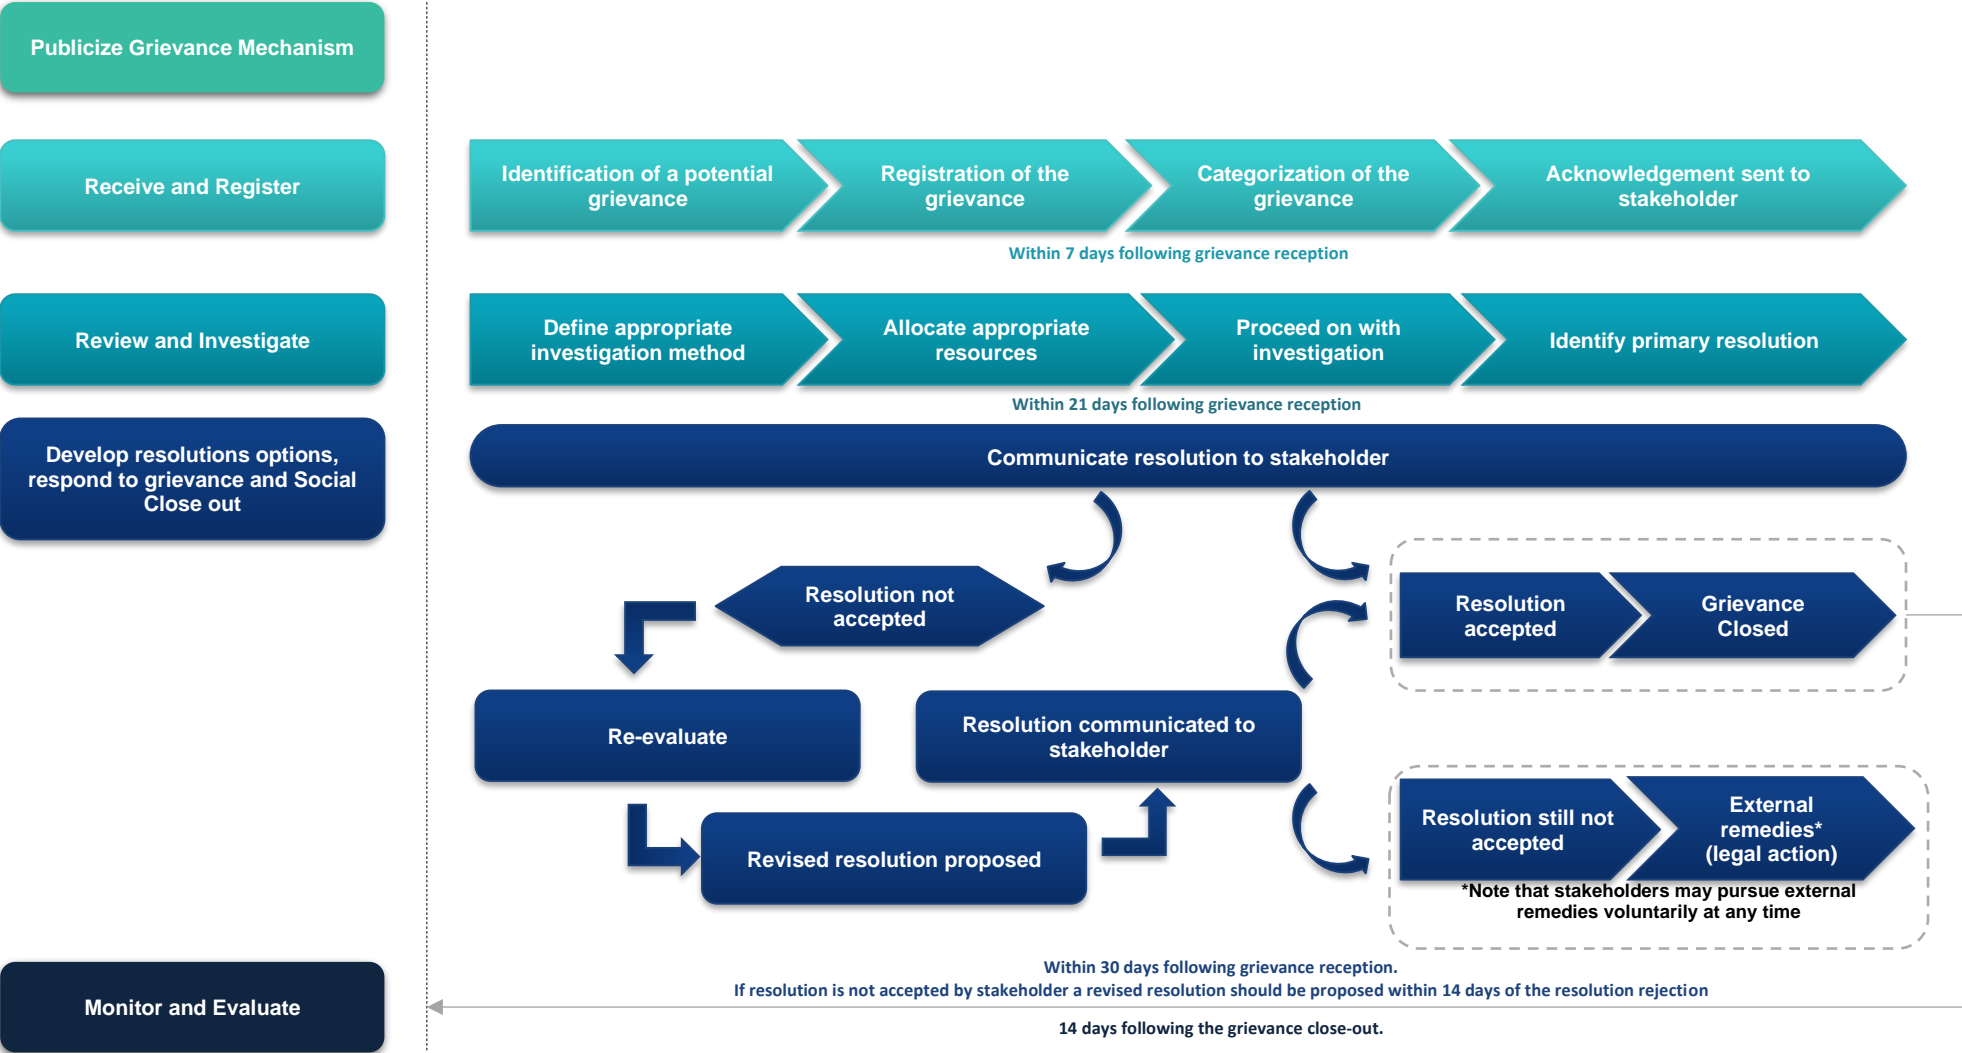 Publicize Grievance Mechanism
Receive and Register
Identification of a potential
grievance
Registration of the
grievance
Categorization of the
grievance
Acknowledgement sent to
stakeholder
Within 7 days following grievance reception
Review and Investigate
Define appropriate
investigation method
Allocate appropriate
resources
Proceed on with
investigation
Identify primary resolution
Within 21 days following grievance reception
Develop resolutions options,
respond to grievance and Social
Close out
Communicate resolution to stakeholder
Resolution not
accepted
Resolution
accepted
Grievance
Closed
Re-evaluate
Resolution communicated to
stakeholder
Revised resolution proposed
Resolution still not
accepted
External
remedies*
(legal action)
*Note that stakeholders may pursue external
remedies voluntarily at any time
Within 30 days following grievance reception.
If resolution is not accepted by stakeholder a revised resolution should be proposed within 14 days of the resolution rejection
Monitor and Evaluate
14 days following the grievance close-out.